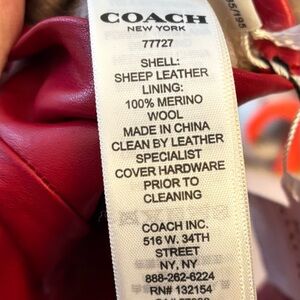 COACH
NEW YORK
77727
SHELL:
SHEEP LEATHER
LINING:
100% MERINO
WOOL
MADE IN CHINA
CLEAN BY LEATHER
SPECIALIST
COVER HARDWARE
PRIOR TO
CLEANING
COACH INC.
516 W. 34TH
STREET
NY, NY
888-262-6224
RN# 132154